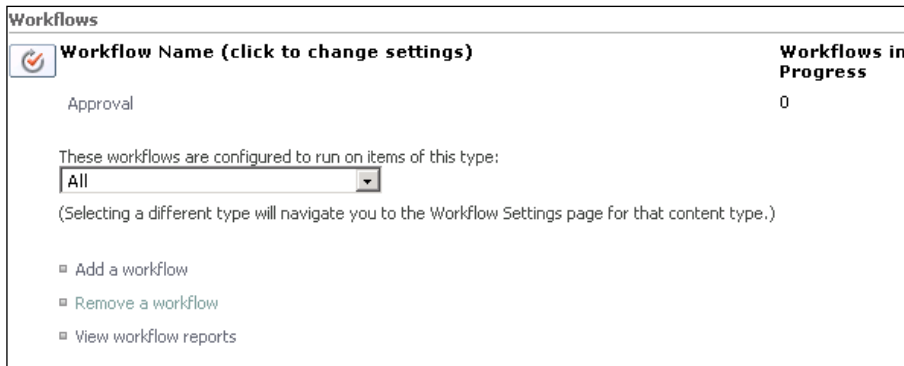 Workflows
Workflow Name (click to change settings)
Workflows in
Progress
Approval
0
These workflows are configured to run on items of this type:
All
(Selecting a different type will navigate you to the Workflow Settings page for that content type.)
Add a workflow
Remove a workflow
View workflow reports